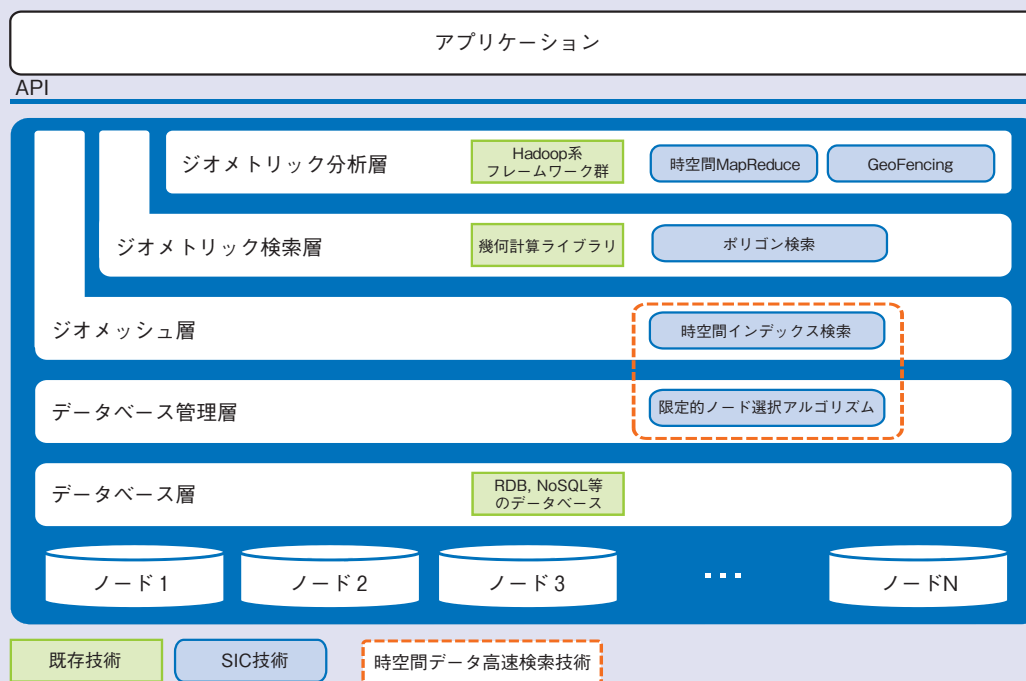 アプリケーション
API
ジオメトリック分析層
Hadoop系
フレームワーク群
時空間MapReduce
GeoFencing
ジオメトリック検索層
幾何計算ライブラリ
ポリゴン検索
ジオメッシュ層
時空間インデックス検索
データベース管理層
限定的ノード選択アルゴリズム
データベース層
RDB, NoSQL等
のデータベース
ノード1
ノード2
ノード3
…
ノードN
既存技術
SIC技術
時空間データ高速検索技術